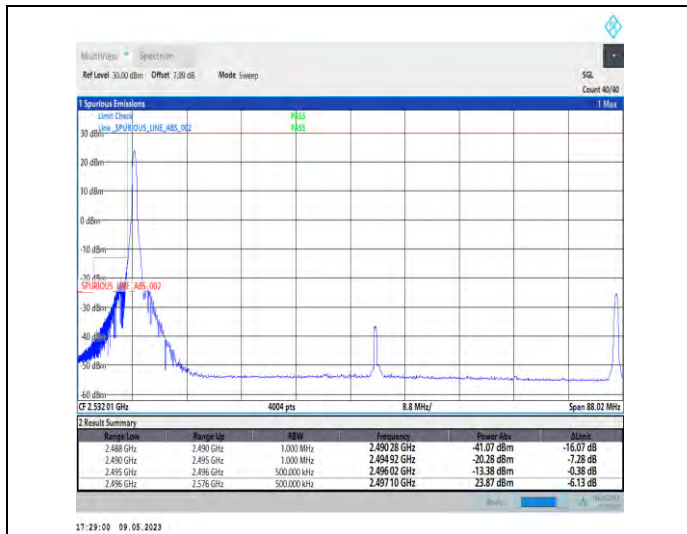 MultiView Spectrum
Ref Level 30.00 dBm Offset 7.89 dB Mode Sweep SGL
Count 40/40
1 Spurious Emissions 1 Max
Limit Check PASS
Line _SPURIOUS_LINE_ABS_002 PASS
30 dBm
20 dBm
10 dBm
0 dBm
-10 dBm
-20 dBm
_SPURIOUS_LINE_ABS_002
-30 dBm
-40 dBm
-50 dBm
-60 dBm
CF 2.532 01 GHz 4004 pts 8.8 MHz/ Span 88.02 MHz
2 Result Summary
Range Low Range Up RBW Frequency Power Abs ΔLimit
2.488 GHz 2.490 GHz 1.000 MHz 2.490 28 GHz -41.07 dBm -16.07 dB
2.490 GHz 2.495 GHz 1.000 MHz 2.494 92 GHz -20.28 dBm -7.28 dB
2.495 GHz 2.496 GHz 500.000 kHz 2.496 02 GHz -13.38 dBm -0.38 dB
2.496 GHz 2.576 GHz 500.000 kHz 2.497 10 GHz 23.87 dBm -6.13 dB
17:29:00 09.05.2023